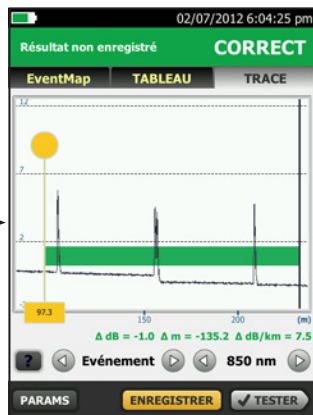 02/07/2012 6:04:25 pm
Résultat non enregistré CORRECT
EventMap TABLEAU TRACE
12
7
2
97.3 150 200 (m)
Δ dB = -1.0 Δ m = -135.2 Δ dB/km = 7.5
? Evénement 850 nm
PARAMS ENREGISTRER TESTER